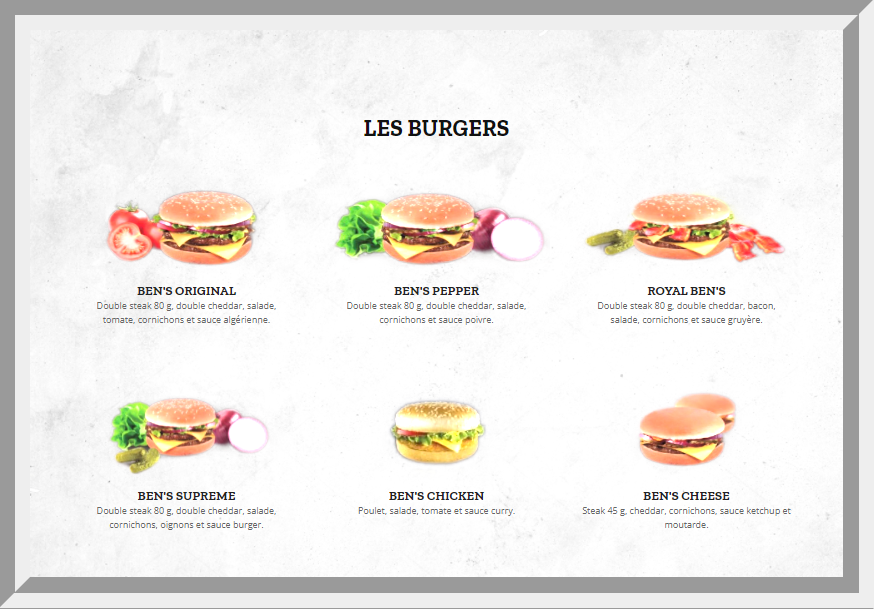 LES BURGERS
BEN'S ORIGINAL
Double steak 80 g, double cheddar, salade,
tomate, cornichons et sauce algérienne.
BEN'S PEPPER
Double steak 80 g, double cheddar, salade,
cornichons et sauce poivre.
ROYAL BEN'S
Double steak 80 g, double cheddar, bacon,
salade, cornichons et sauce gruyère.
BEN'S SUPREME
Double steak 80 g, double cheddar, salade,
cornichons, oignons et sauce burger.
BEN'S CHICKEN
Poulet, salade, tomate et sauce curry.
BEN'S CHEESE
Steak 45 g, cheddar, cornichons, sauce ketchup et
moutarde.